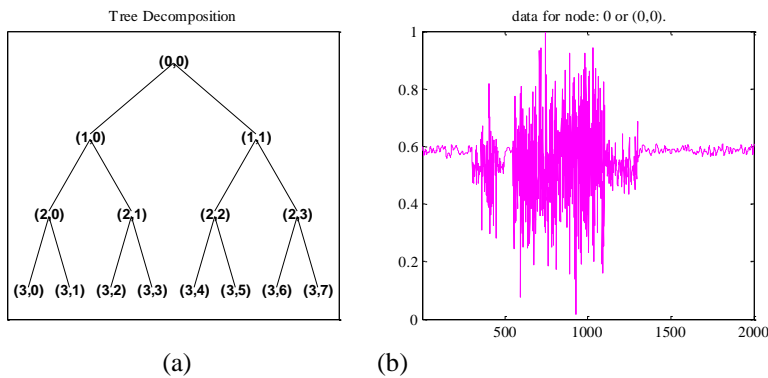 Tree Decomposition
(0,0)
(1,0) (1,1)
(2,0) (2,1) (2,2) (2,3)
(3,0) (3,1) (3,2) (3,3) (3,4) (3,5) (3,6) (3,7)
(a)
data for node: 0 or (0,0).
1
0.8
0.6
0.4
0.2
0
500 1000 1500 2000
(b)